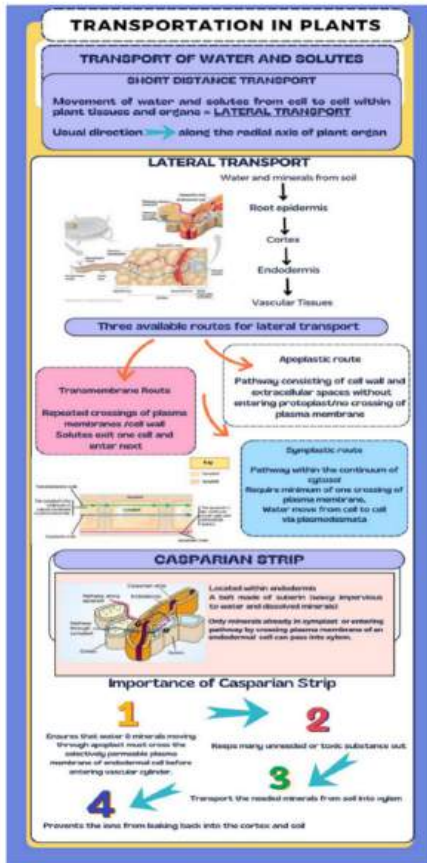 TRANSPORTATION IN PLANTS
TRANSPORT OF WATER AND SOLUTES
SHORT DISTANCE TRANSPORT
Movement of water and solutes from cell to cell within
plant tissues and organs = LATERAL TRANSPORT
Usual direction along the radial axis of plant organ
LATERAL TRANSPORT
Water and minerals from soil
Root epidermis
Cortex
Endodermis
Vascular Tissues
Three available routes for lateral transport
Apoplastic route
Pathway consisting of cell wall and
extracellular spaces without
entering protoplast/no crossing of
plasma membrane
Transmembrane Route
Repeated crossings of plasma
membranes /cell wall
Solutes exit one cell and
enter next
Symplastic route
Pathway within the continuum of
cytosol
Require minimum of one crossing of
plasma membrane.
Water move from cell to cell
via plasmodesmata
Key
CASPARIAN STRIP
Casparian strip
Located within endodermis
A belt made of suberin (waxy) impervious
to water and dissolved minerals)
Only minerals already in symplast or entering
pathway by crossing plasma membrane of an
endodermal cell can pass into xylem.
Importance of Casparian Strip
1
2
Ensures that water & minerals moving
through apoplast must cross the
selectively permeable plasma
membrane of endodermal cell before
entering vascular cylinder.
Keeps many unneeded or toxic substance out
3
Transport the needed minerals from soil into xylem
4
Prevents the ions from leaking back into the cortex and soil